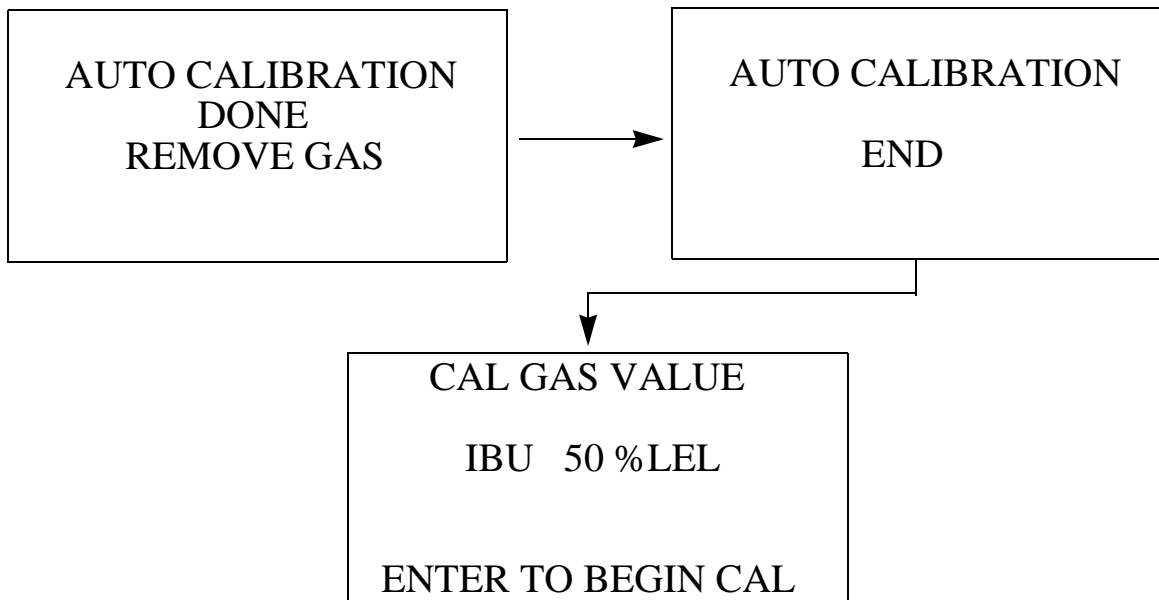 AUTO CALIBRATION
DONE
REMOVE GAS
AUTO CALIBRATION
END
CAL GAS VALUE
IBU 50 %LEL
ENTER TO BEGIN CAL